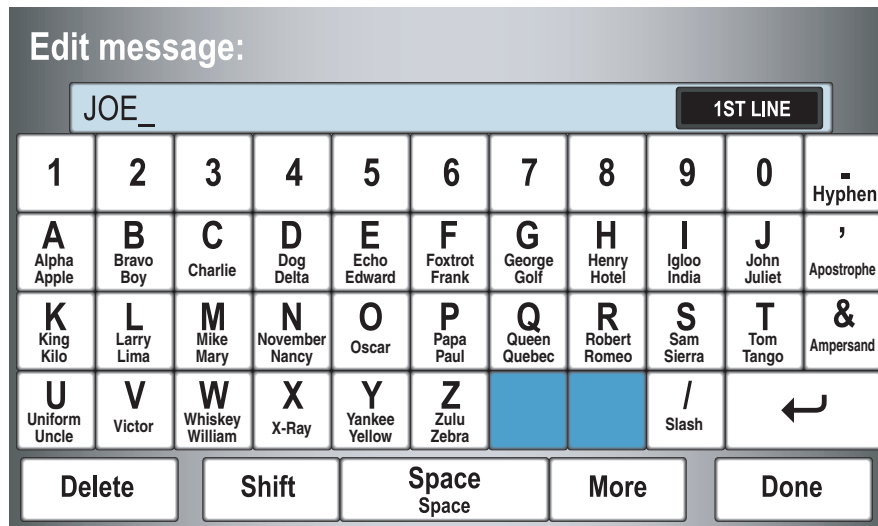 Edit message:
JOE_ 1ST LINE
1 2 3 4 5 6 7 8 9 0 -
Hyphen
A B C D E F G H I J ’
Alpha Bravo Charlie Dog Echo Foxtrot George Henry Igloo John Apostrophe
Apple Boy Delta Edward Frank Golf Hotel India Juliet
K L M N O P Q R S T &
King Larry Mike November Oscar Papa Queen Robert Sam Tom Ampersand
Kilo Lima Mary Nancy Paul Quebec Romeo Sierra Tango
U V W X Y Z /
Uniform Victor Whiskey X-Ray Yankee Zulu Slash
Uncle William Yellow Zebra
Delete Shift Space More Done
Space